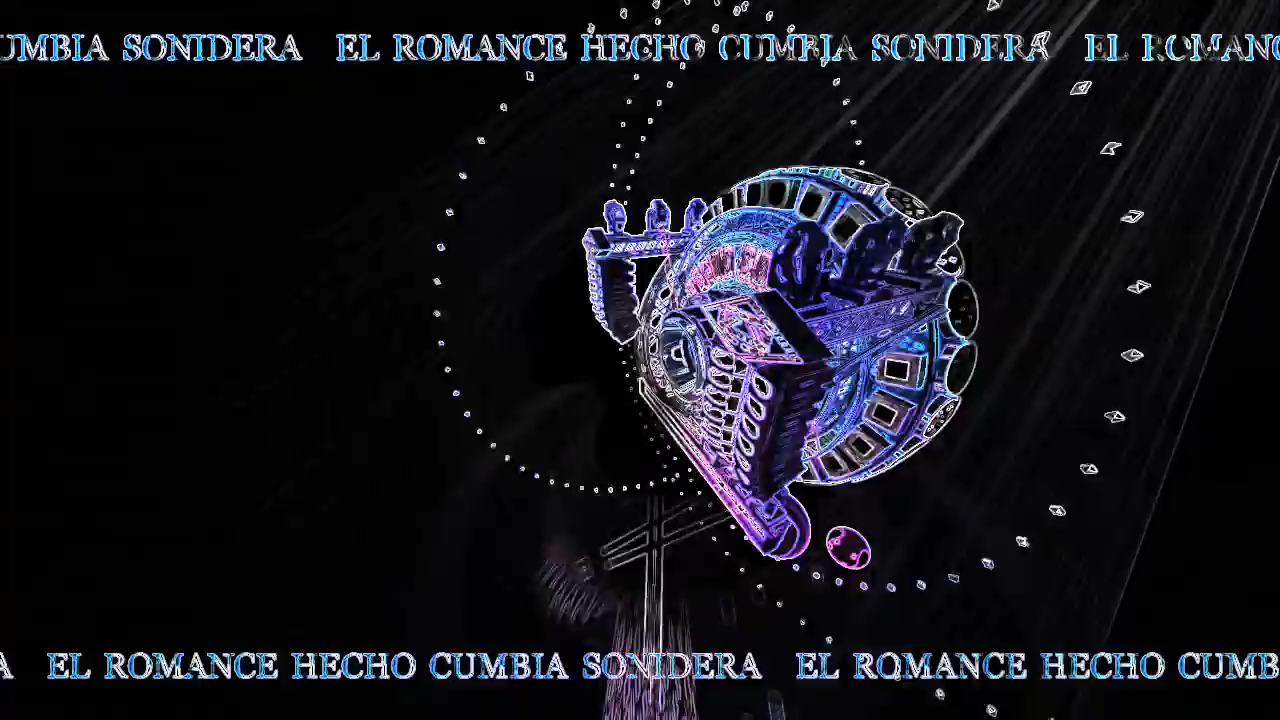 UMBIA SONIDERA EL ROMANCE HECHO CUMBIA SONIDERA EL ROMANC
A EL ROMANCE HECHO CUMBIA SONIDERA EL ROMANCE HECHO CUMB